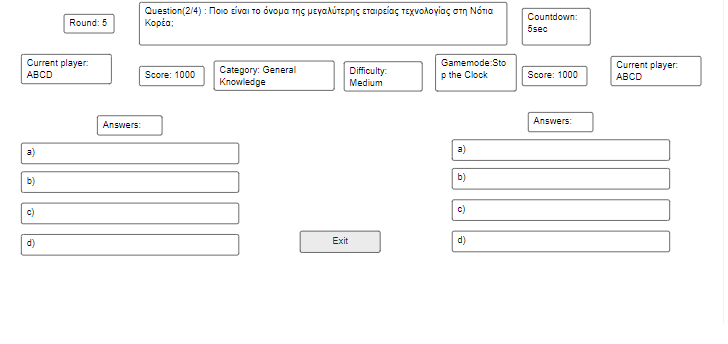 Round: 5
Question(2/4) : Ποιο είναι το όνομα της μεγαλύτερης εταιρείας τεχνολογίας στη Νότια
Κορέα;
Countdown:
5sec
Current player:
ABCD
Score: 1000
Category: General
Knowledge
Difficulty:
Medium
Gamemode:Sto
p the Clock
Score: 1000
Current player:
ABCD
Answers:
a)
b)
c)
d)
Answers:
a)
b)
c)
d)
Exit